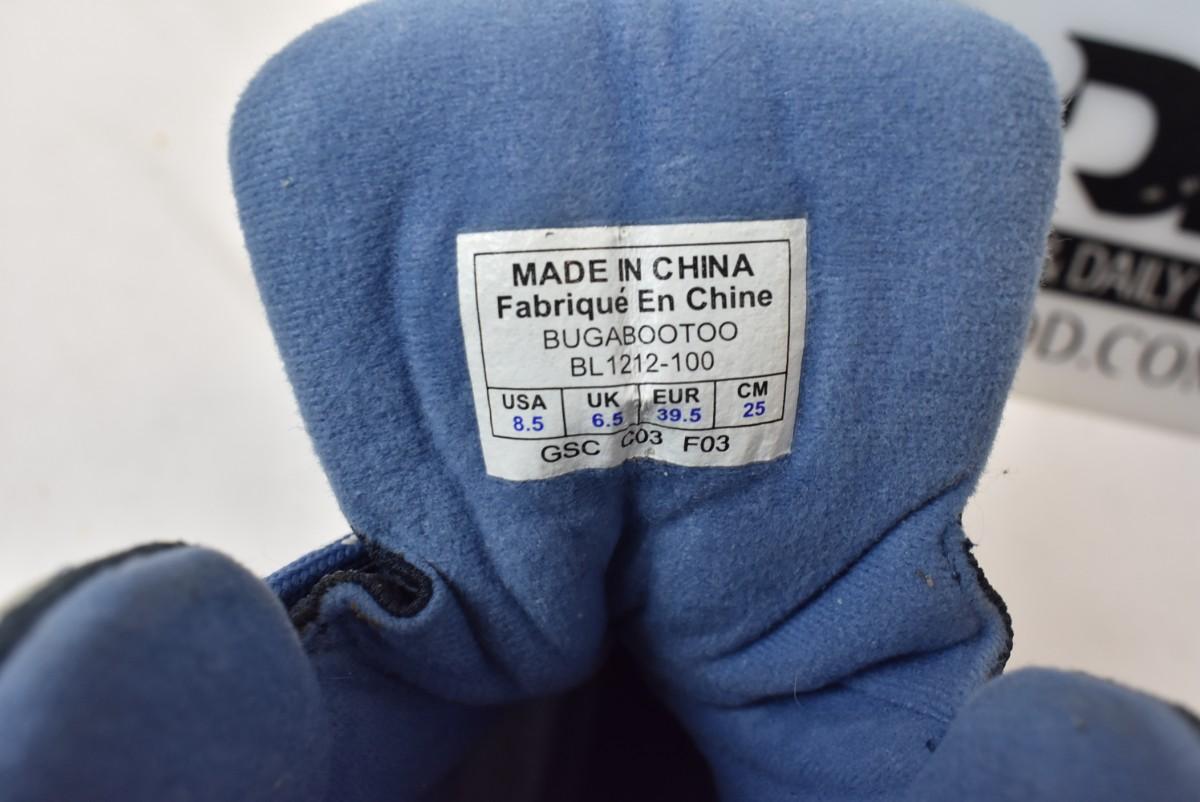 MADE IN CHINA
Fabriqué En Chine
BUGABOOTOO
BL1212-100
USA UK EUR CM
8.5 6.5 39.5 25
GSC C03 F03
& DAILY